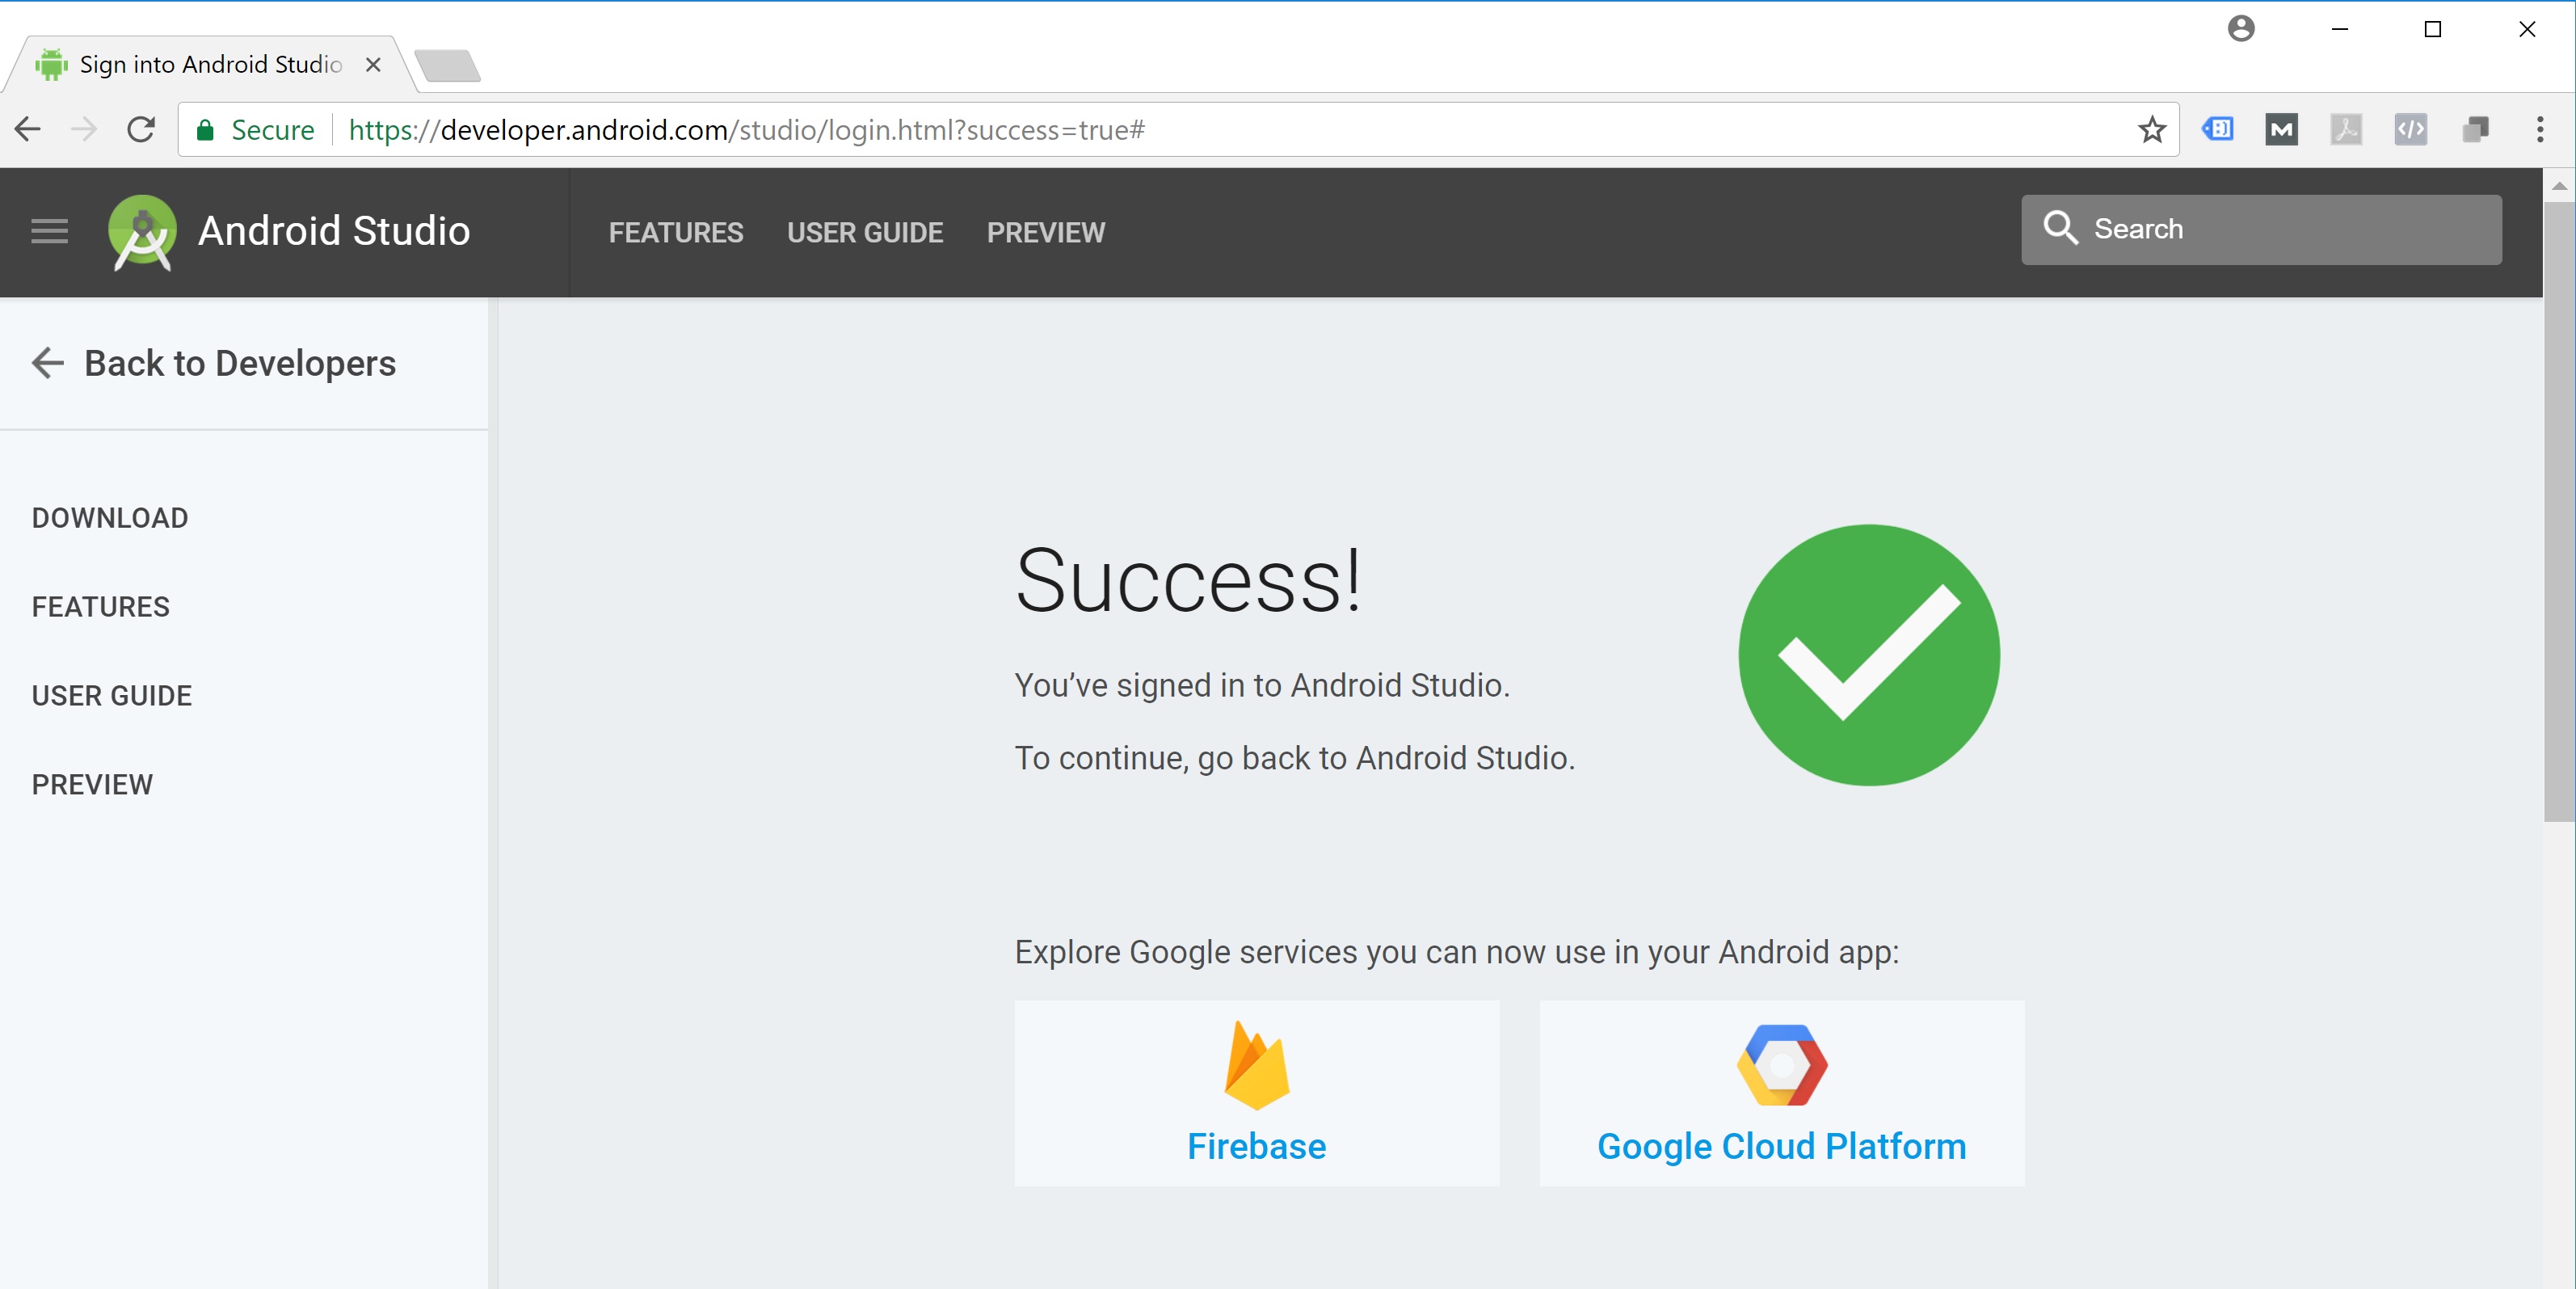 Sign into Android Studio
Secure
https://developer.android.com/studio/login.html?success=true#
Android Studio
FEATURES
USER GUIDE
PREVIEW
Search
Back to Developers
DOWNLOAD
FEATURES
USER GUIDE
PREVIEW
Success!
You’ve signed in to Android Studio.
To continue, go back to Android Studio.
Explore Google services you can now use in your Android app:
Firebase
Google Cloud Platform